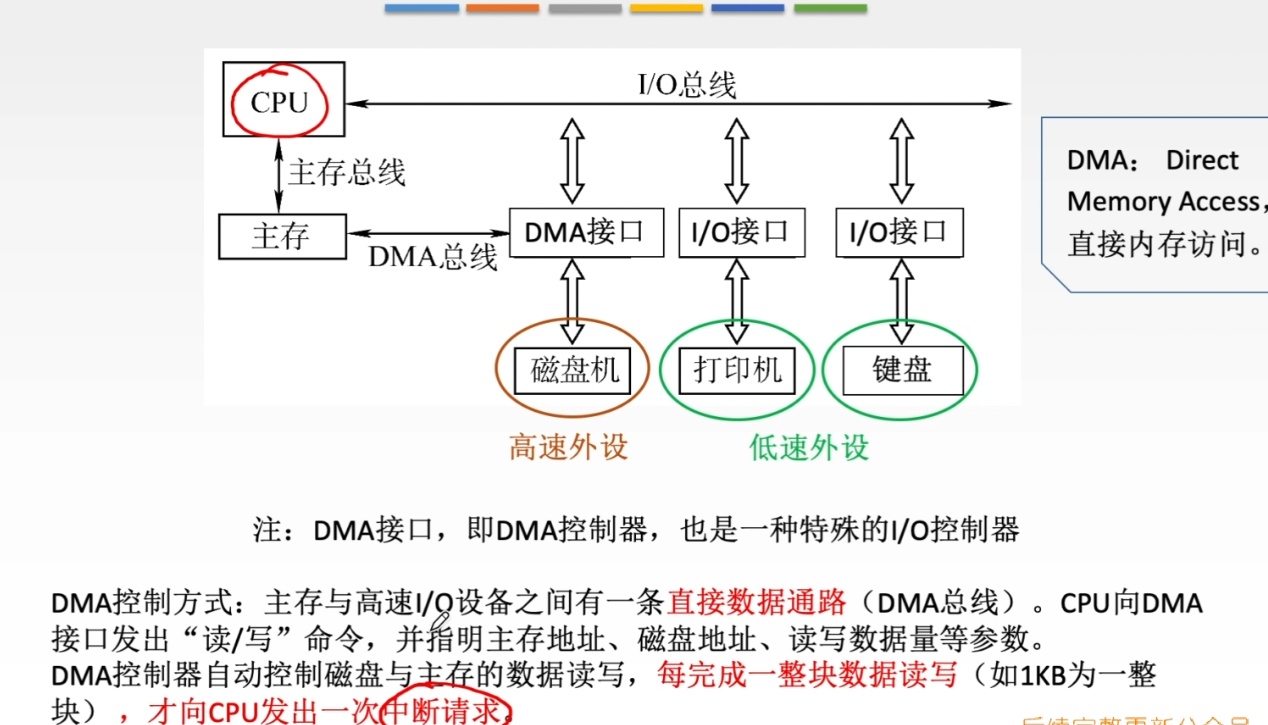 CPU
I/O总线
主存总线
主存
DMA总线
DMA接口
I/O接口
I/O接口
磁盘机
打印机
键盘
高速外设
低速外设
DMA： Direct
Memory Access，
直接内存访问。
注：DMA接口，即DMA控制器，也是一种特殊的I/O控制器
DMA控制方式：主存与高速I/O设备之间有一条直接数据通路（DMA总线）。CPU向DMA
接口发出“读/写”命令，并指明主存地址、磁盘地址、读写数据量等参数。
DMA控制器自动控制磁盘与主存的数据读写，每完成一整块数据读写（如1KB为一整
块），才向CPU发出一次中断请求。